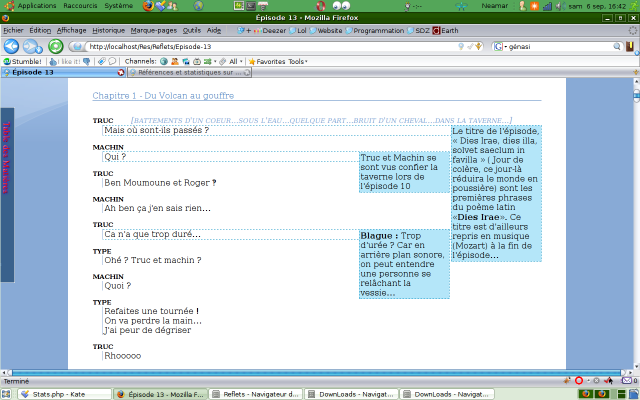 Applications Raccourcis Système Neamar sam 6 sep, 16:42
Épisode 13 - Mozilla Firefox
Fichier Édition Affichage Historique Marque-pages Outils Aide Deezer Lol Website Programmation SDZ Earth
http://localhost/Res/Reflets/Episode-13 génasi
Stumble! I like it! Channels: All Favorites Tools
Épisode 13 Références et statistiques sur ...
Chapitre 1 - Du Volcan au gouffre
TRUC [BATTEMENTS D'UN COEUR...SOUS L'EAU...QUELQUE PART...BRUIT D'UN CHEVAL...DANS LA TAVERNE...]
Mais où sont-ils passés ?
MACHIN
Qui ?
TRUC
Ben Moumoune et Roger ?
MACHIN
Ah ben ça j'en sais rien...
TRUC
Ca n'a que trop duré...
TYPE
Ohé ? Truc et machin ?
MACHIN
Quoi ?
TYPE
Refaites une tournée !
On va perdre la main...
J'ai peur de dégriser
TRUC
Rhooooo
Truc et Machin se
sont vus confier la
taverne lors de
l'épisode 10
Blague : Trop
d'urée ? Car en
arrière plan sonore,
on peut entendre
une personne se
relâchant la
vessie...
Le titre de l'épisode,
« Dies Irae, dies illa,
solvet saeclum in
favilla » ( Jour de
colère, ce jour-là
réduira le monde en
poussière) sont les
premières phrases
du poème latin
«Dies Irae». Ce
titre est d'ailleurs
repris en musique
(Mozart) à la fin de
l'épisode...
Terminé 0
Stats.php - Kate Épisode 13 - Mozilla F... Reflets - Navigateur d... DownLoads - Navigat... DownLoads - Navigat...